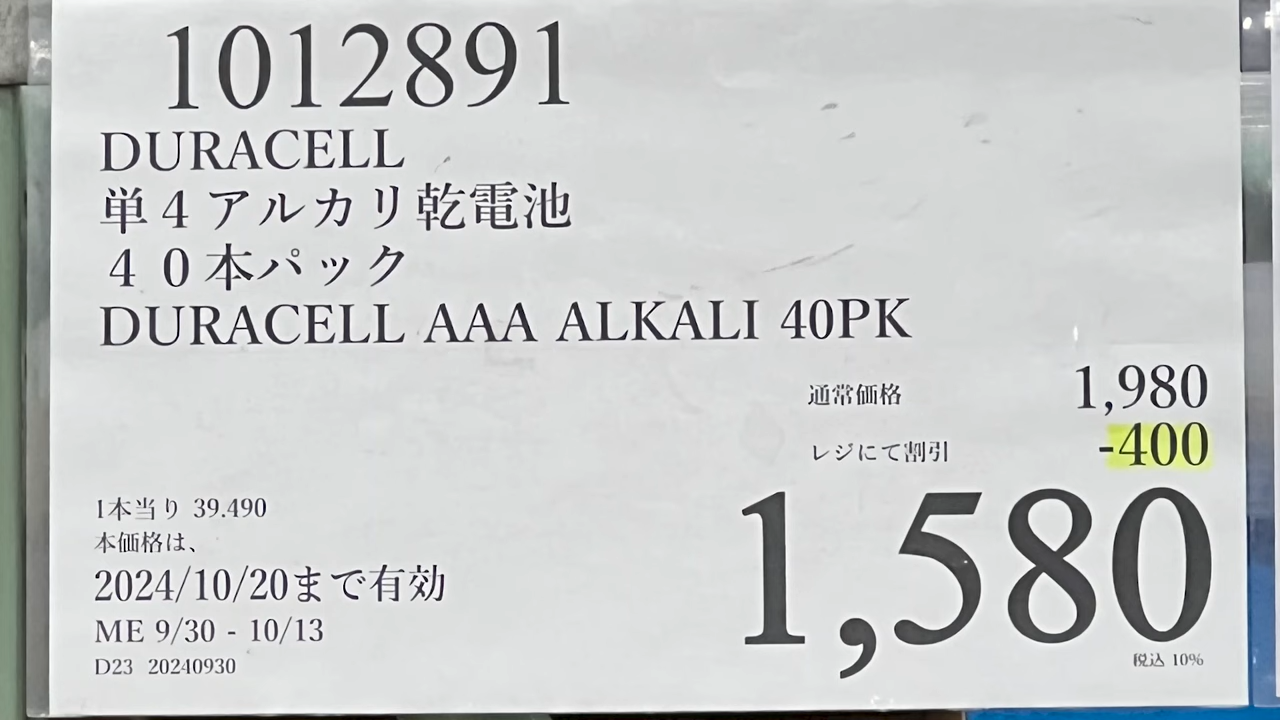 1012891
DURACELL
単4アルカリ乾電池
40本パック
DURACELL AAA ALKALI 40PK
通常価格 1,980
レジにて割引 -400
1,580
税込 10%
1本当り 39.490
本価格は、
2024/10/20まで有効
ME 9/30 - 10/13
D23 20240930